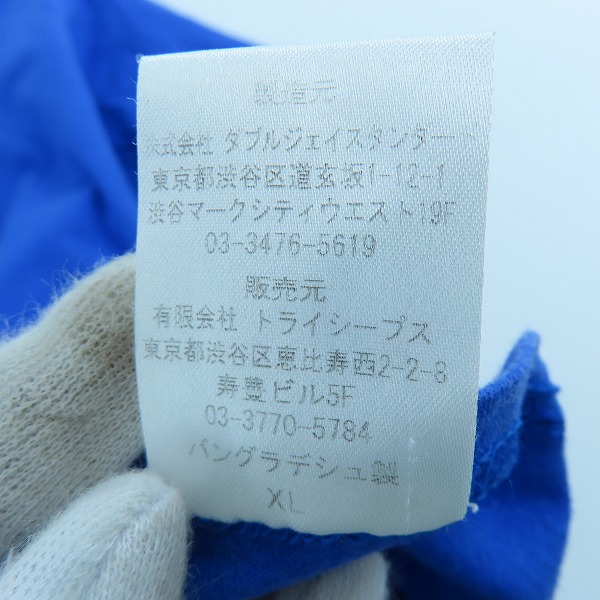 製造元
株式会社 ダブルジェイスタンダー
東京都渋谷区道玄坂1-12-1
渋谷マークシティウエスト19F
03-3476-5619
販売元
有限会社 トライシープス
東京都渋谷区恵比寿西2-2-8
寿豊ビル5F
03-3770-5784
バングラデシュ製
XL